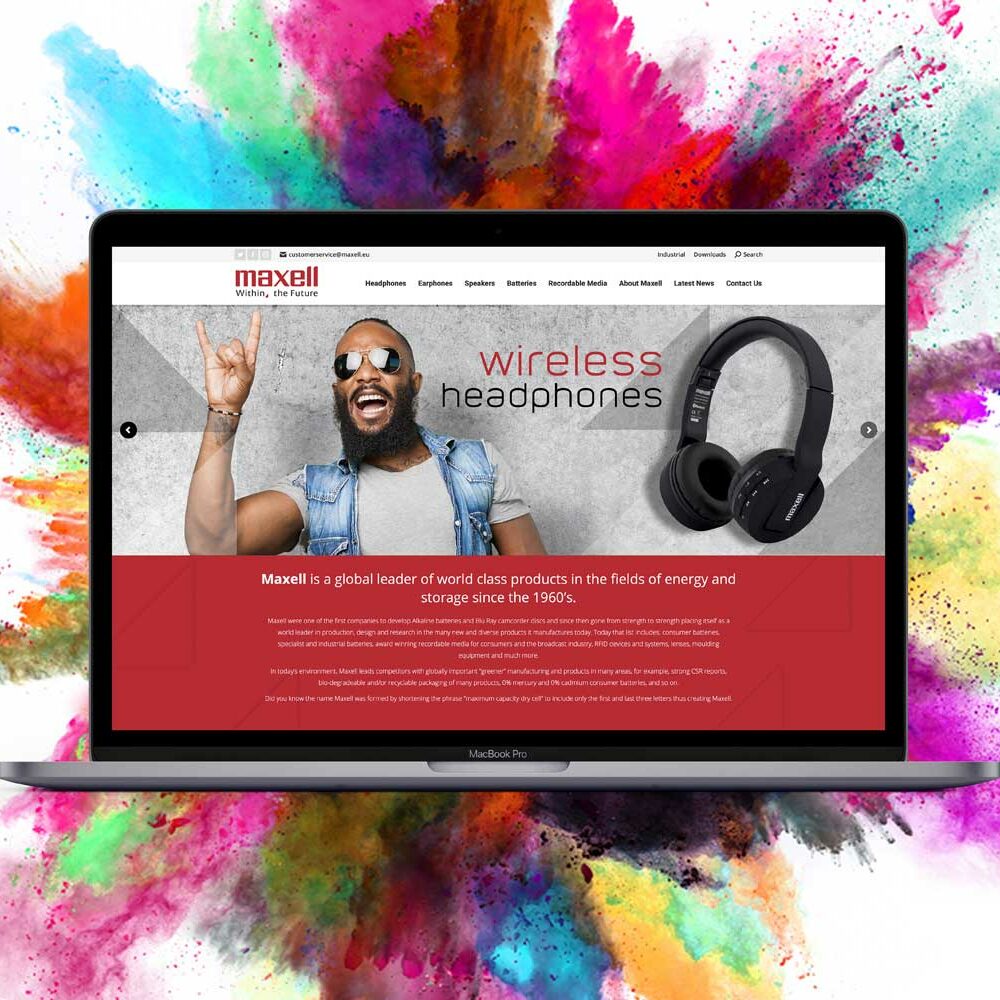 customerservice@maxell.eu
Industrial Downloads Search
maxell
Within, the Future
Headphones Earphones Speakers Batteries Recordable Media About Maxell Latest News Contact Us
wireless
headphones
maxell
maxell
Maxell is a global leader of world class products in the fields of energy and
storage since the 1960's.
Maxell were one of the first companies to develop Alkaline batteries and Blu Ray camcorder discs and since then gone from strength to strength placing itself as a
world leader in production, design and research in the many new and diverse products it manufactures today. Today that list includes: consumer batteries,
specialist and industrial batteries, award winning recordable media for consumers and the broadcast industry, RFID devices and systems, lenses, moulding
equipment and much more.
In today's environment, Maxell leads competitors with globally important "greener" manufacturing and products in many areas, for example, strong CSR reports,
bio-degradeable and/or recyclable packaging of many products, 0% mercury and 0% cadmium consumer batteries, and so on.
Did you know the name Maxell was formed by shortening the phrase "maximum capacity dry cell" to include only the first and last three letters thus creating Maxell.
MacBook Pro